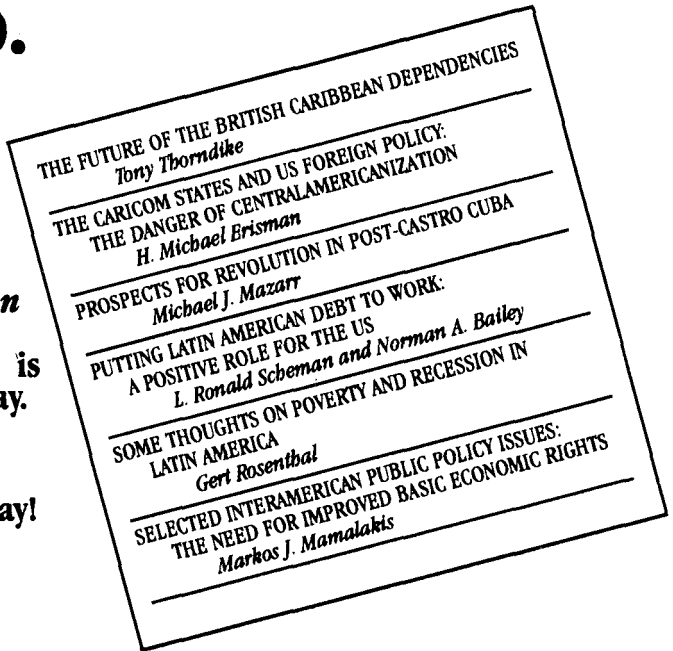 ).
THE FUTURE OF THE BRITISH CARIBBEAN DEPENDENCIES
Tony Thorndike
THE CARICOM STATES AND US FOREIGN POLICY:
THE DANGER OF CENTRALAMERICANIZATION
H. Michael Erisman
PROSPECTS FOR REVOLUTION IN POST-CASTRO CUBA
Michael J. Mazarr
PUTTING LATIN AMERICAN DEBT TO WORK:
A POSITIVE ROLE FOR THE US
L. Ronald Scheman and Norman A. Bailey
SOME THOUGHTS ON POVERTY AND RECESSION IN
LATIN AMERICA
Gert Rosenthal
SELECTED INTERAMERICAN PUBLIC POLICY ISSUES:
THE NEED FOR IMPROVED BASIC ECONOMIC RIGHTS
Markos J. Mamalakis
n
is
ay.
ay!